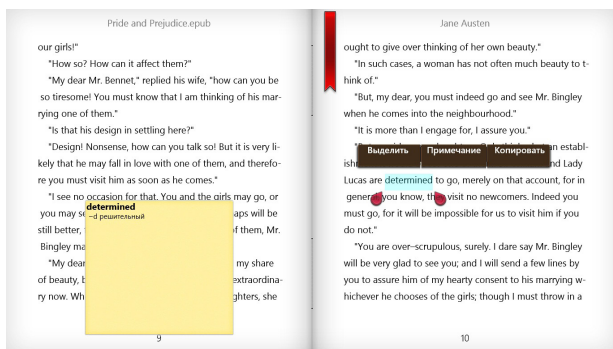 Pride and Prejudice.epub
our girls!"
"How so? How can it affect them?"
"My dear Mr. Bennet," replied his wife, "how can you be
so tiresome! You must know that I am thinking of his mar-
rying one of them."
"Is that his design in settling here?"
"Design! Nonsense, how can you talk so! But it is very li-
kely that he may fall in love with one of them, and therefo-
re you must visit him as soon as he comes."
"I see no occasion for that. You and the girls may go, or
you may se aps will be
still better, f them, Mr.
Bingley ma
"My dear my share
of beauty, b extraordina-
ry now. Wh ghters, she
determined
–d решительный
9
Jane Austen
ought to give over thinking of her own beauty."
"In such cases, a woman has not often much beauty to t-
hink of."
"But, my dear, you must indeed go and see Mr. Bingley
when he comes into the neighbourhood."
"It is more than I engage for, I assure you."
an establ-
Выделить Примечание Копировать
ish nd Lady
Lucas are determined to go, merely on that account, for in
general you know, they visit no newcomers. Indeed you
must go, for it will be impossible for us to visit him if you
do not."
"You are over–scrupulous, surely. I dare say Mr. Bingley
will be very glad to see you; and I will send a few lines by
you to assure him of my hearty consent to his marrying w-
hichever he chooses of the girls; though I must throw in a
10